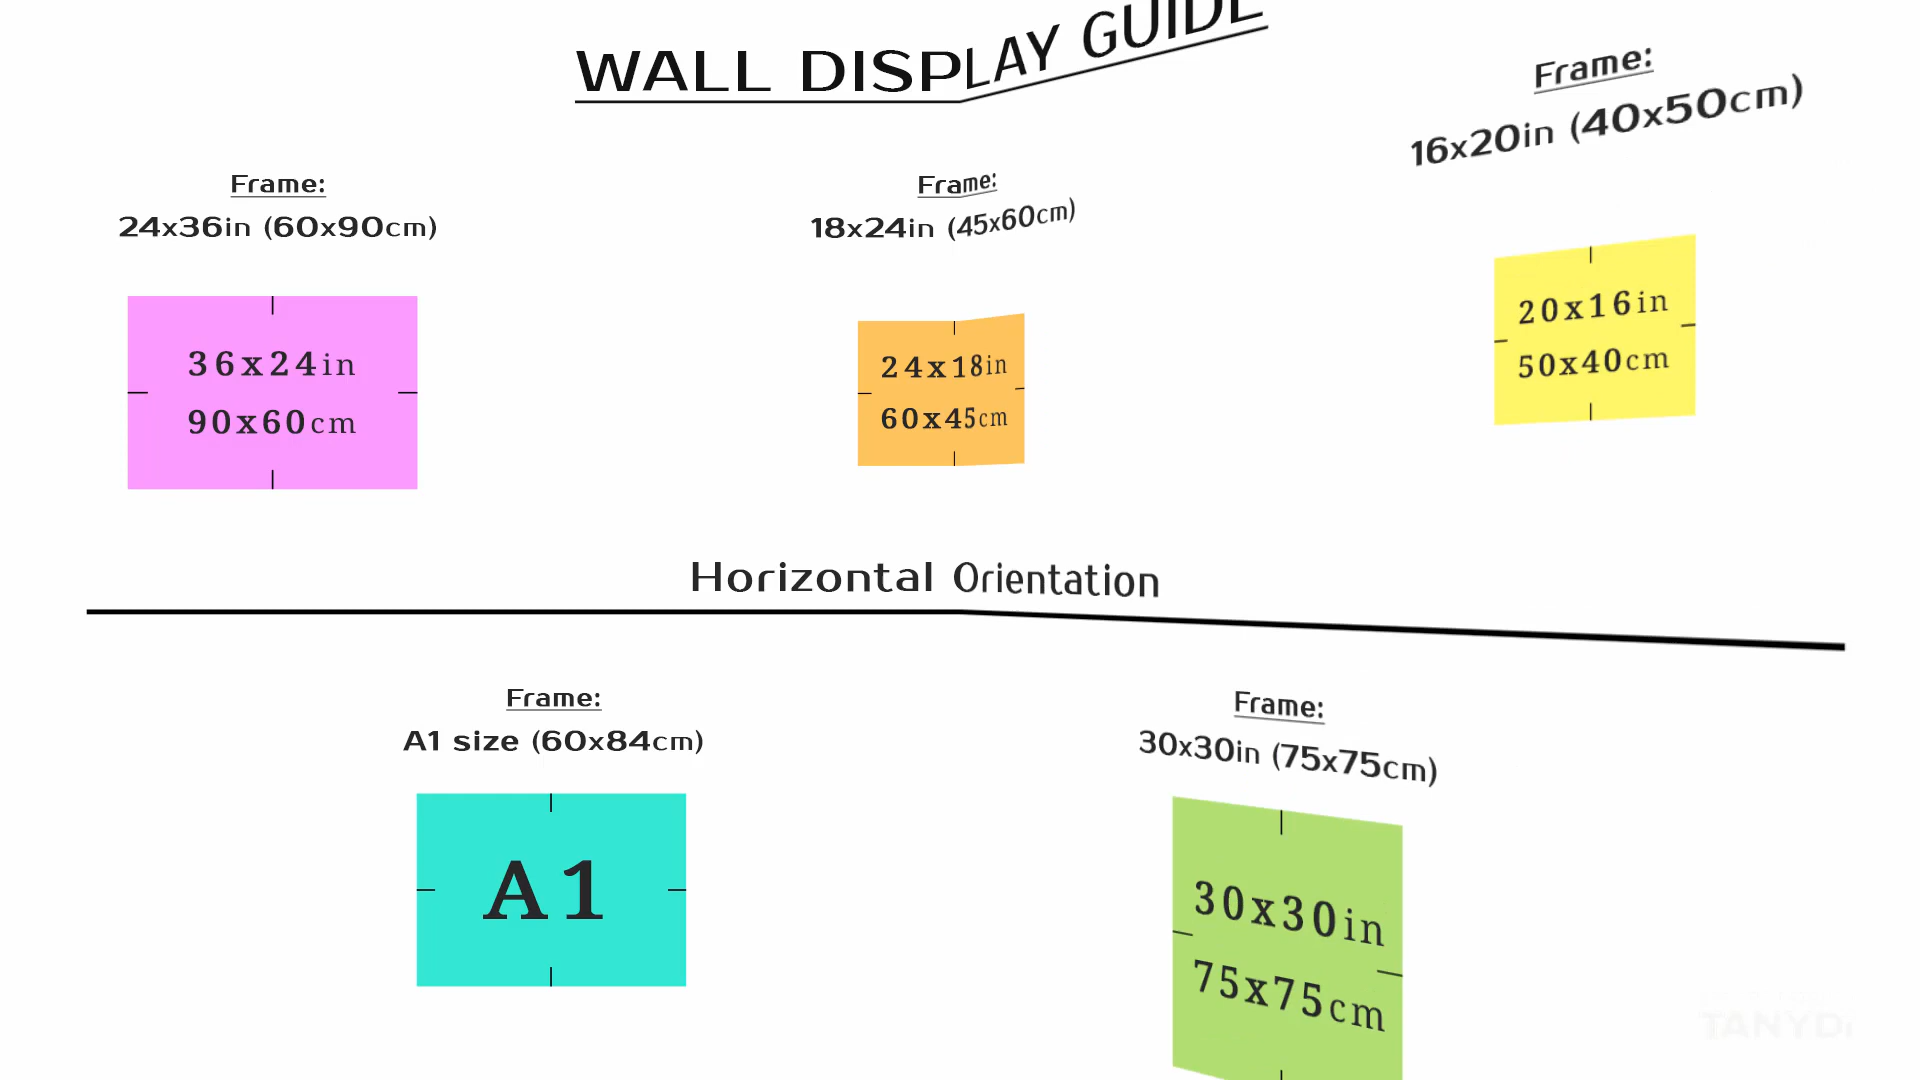 WALL DISPLAY GUIDE
Frame:
24x36in (60x90cm)
36x24in
90x60cm
Frame:
18x24in (45x60cm)
24x18in
60x45cm
Frame:
16x20in (40x50cm)
20x16in
50x40cm
Horizontal Orientation
Frame:
A1 size (60x84cm)
A1
Frame:
30x30in (75x75cm)
30x30in
75x75cm